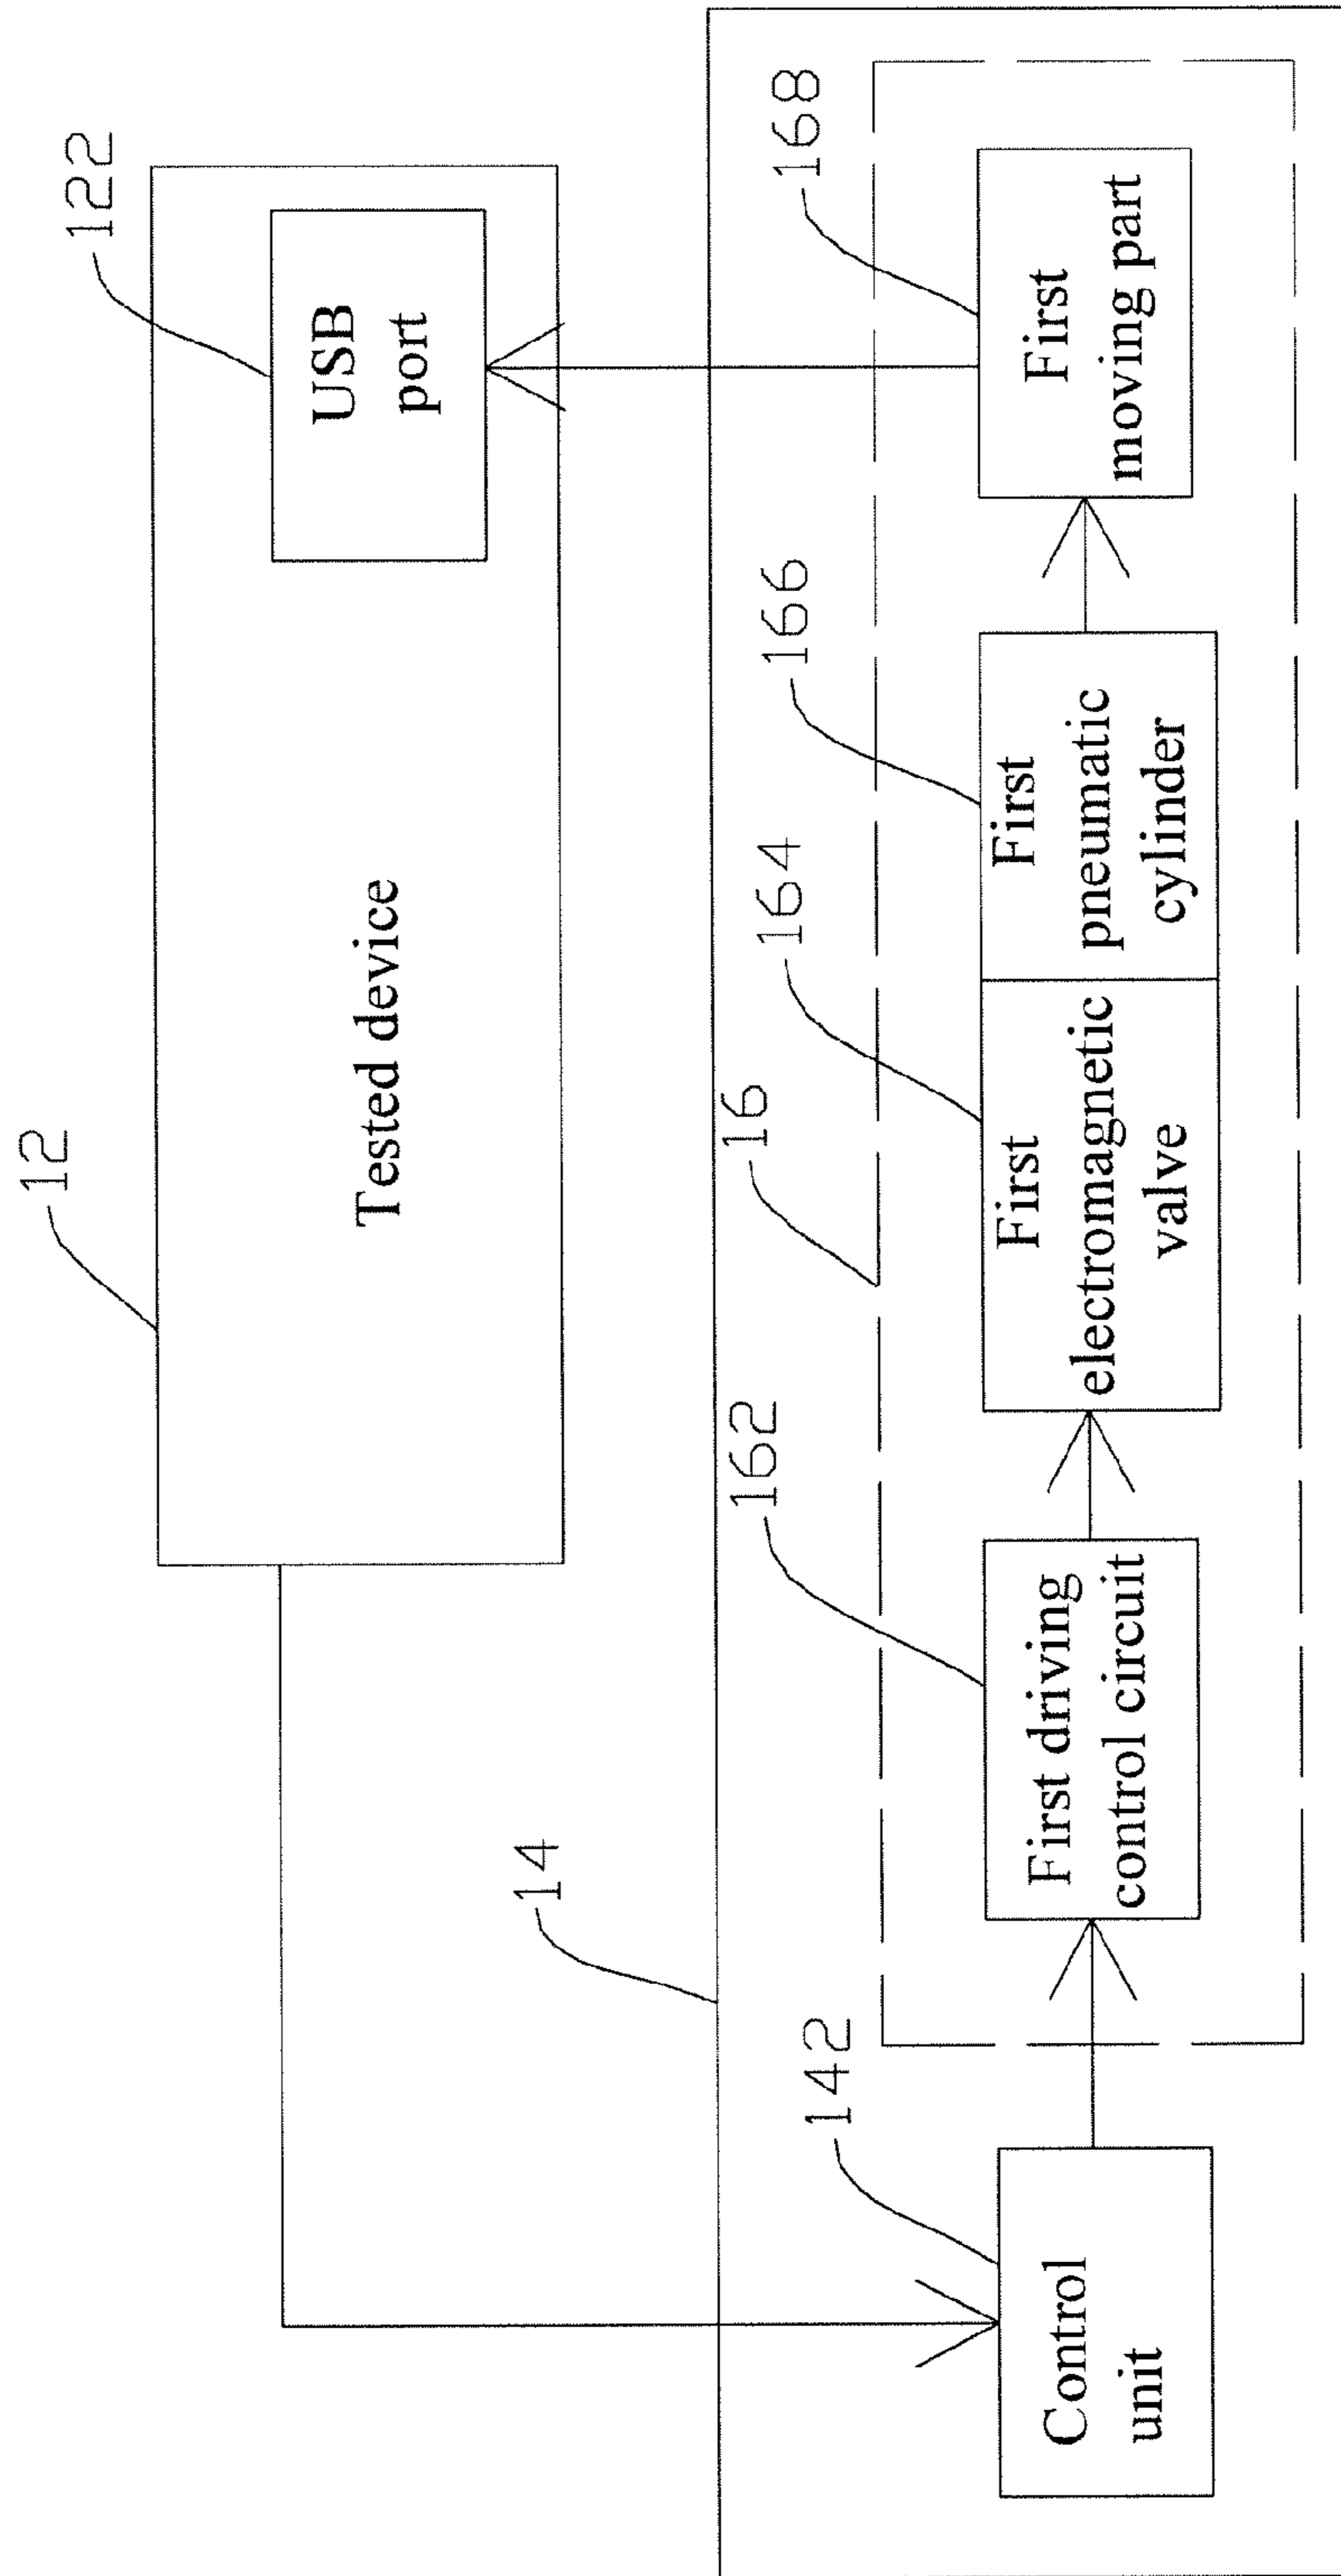 12
Tested device
122
USB
port
14
142
Control
unit
162
First driving
control circuit
16
164
First
electromagnetic
valve
166
First
pneumatic
cylinder
168
First
moving part